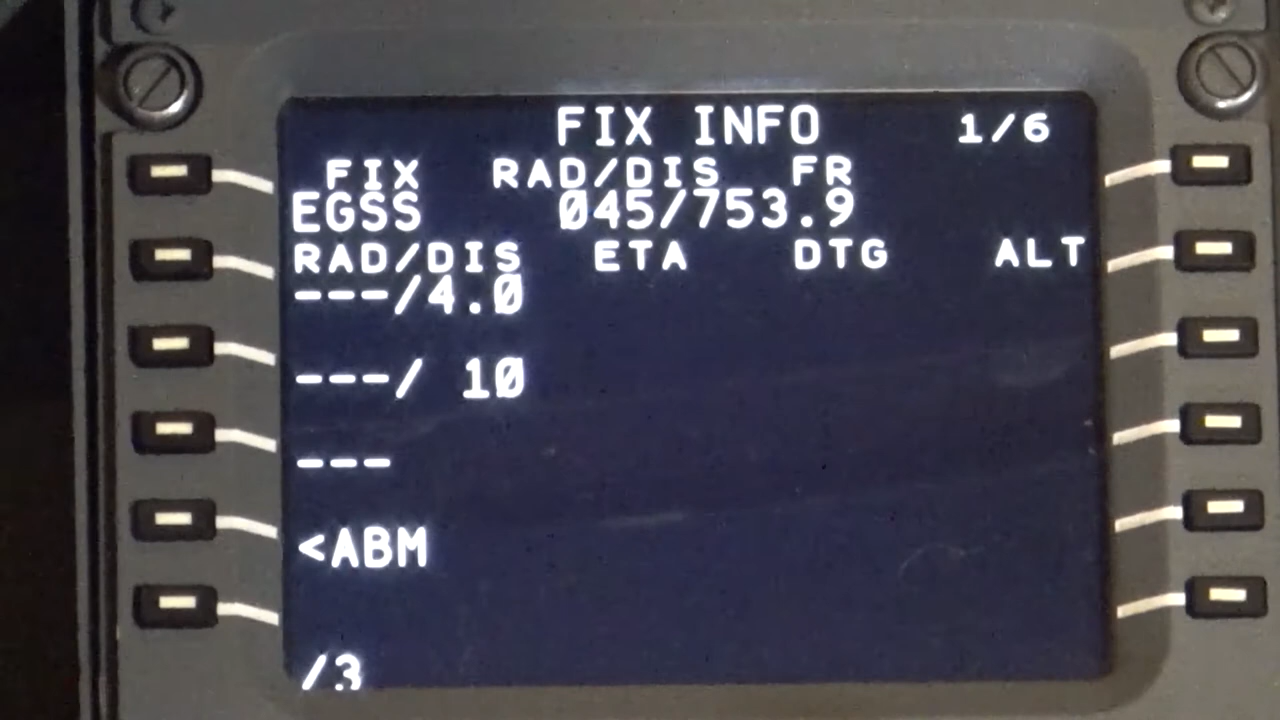 FIX INFO 1/6
FIX RAD/DIS FR
EGSS 045/753.9
RAD/DIS ETA DTG ALT
---/4.0
---/ 10
---
<ABM
/3